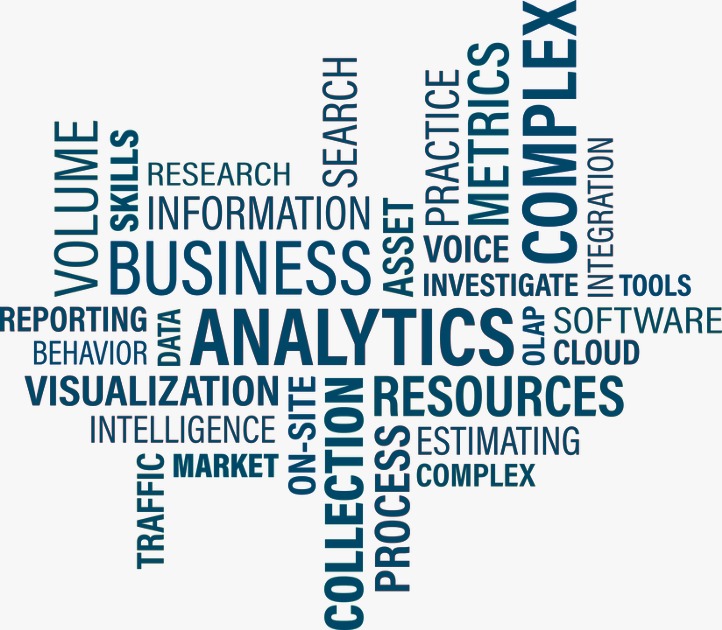 COMPLEX
METRICS
SEARCH
PRACTICE
VOLUME
SKILLS
RESEARCH
INTEGRATION
INFORMATION
ASSET
VOICE
BUSINESS
INVESTIGATE
TOOLS
REPORTING
DATA
ANALYTICS
OLAP
SOFTWARE
BEHAVIOR
CLOUD
VISUALIZATION
ON-SITE
COLLECTION
RESOURCES
INTELLIGENCE
PROCESS
ESTIMATING
TRAFFIC
MARKET
COMPLEX